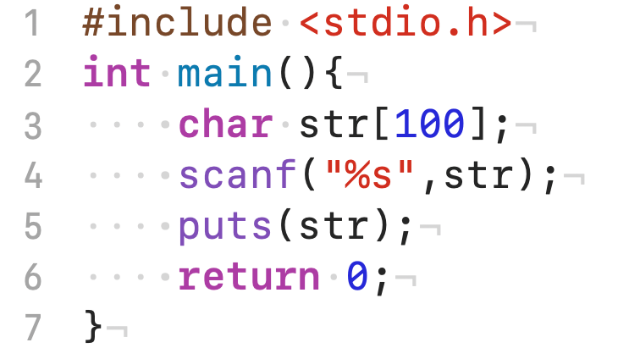 1 #include <stdio.h>¬
2 int main(){¬
3 ····char str[100];¬
4 ····scanf("%s",str);¬
5 ····puts(str);¬
6 ····return 0;¬
7 }¬